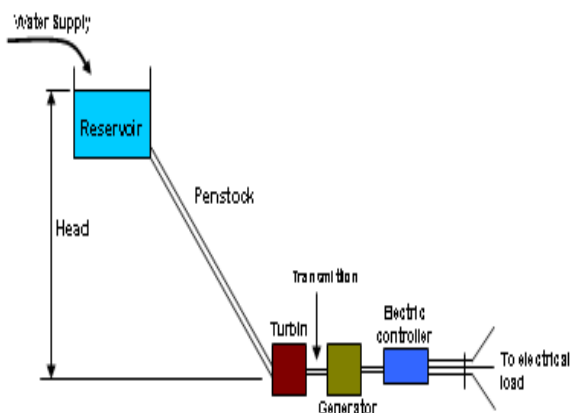 Water Supply
Reservoir
Penstock
Head
Transmition
Turbin
Electric
controller
To electrical
load
Generator